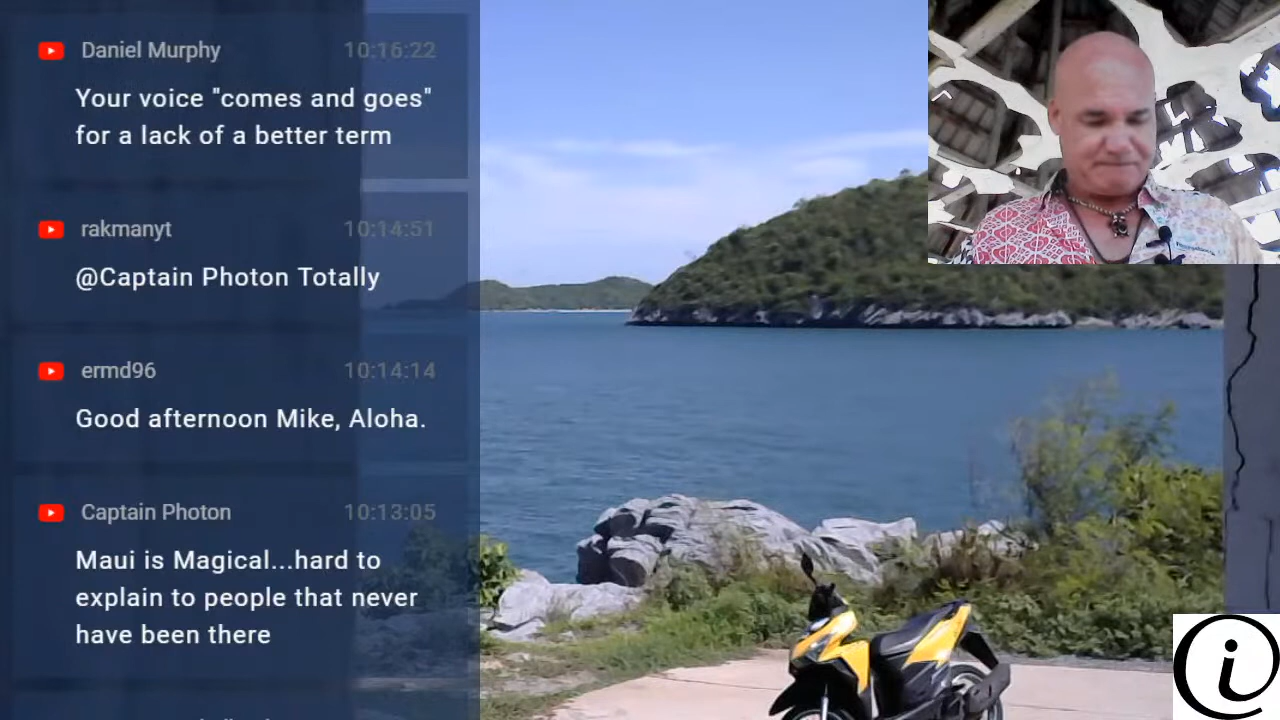 Daniel Murphy 10:16:22
Your voice "comes and goes"
for a lack of a better term
rakmanyt 10:14:51
@Captain Photon Totally
ermd96 10:14:14
Good afternoon Mike, Aloha.
Captain Photon 10:13:05
Maui is Magical...hard to
explain to people that never
have been there
i